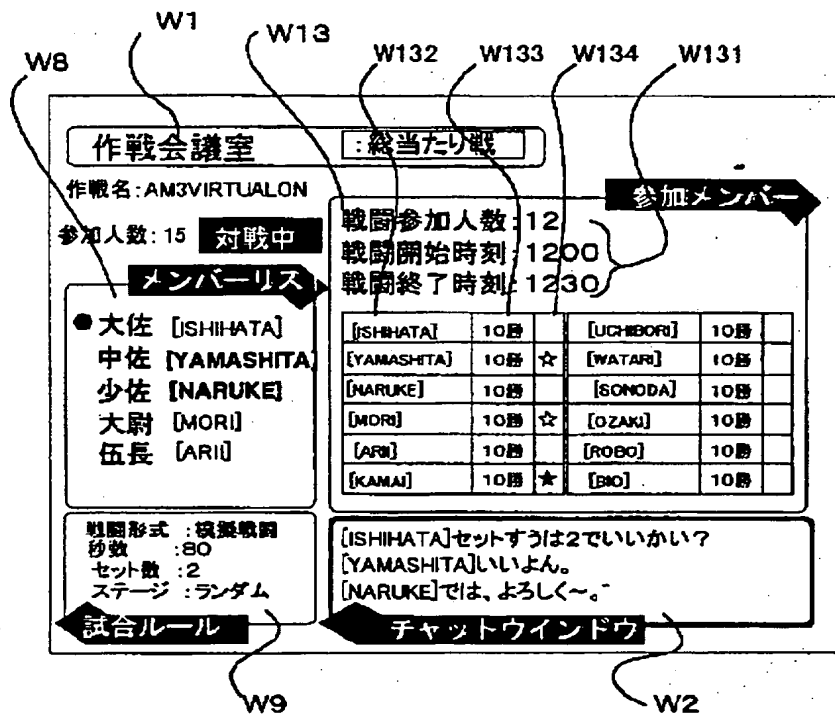 W1
W13
W8
W132
W133
W134
W131
作戦会議室
:総当たり戦
作戦名:AM3VIRTUALON
参加人数:15
対戦中
参加メンバー
戦闘参加人数:12
戦闘開始時刻:1200
戦闘終了時刻:1230
メンバーリス
●大佐 [ISHIHATA]
中佐 [YAMASHITA]
少佐 [NARUKE]
大尉 [MORI]
伍長 [ARII]
[ISHIHATA] 10勝 [UCHIBORI] 10勝
[YAMASHITA] 10勝 ☆ [WATARI] 10勝
[NARUKE] 10勝 [SONODA] 10勝
[MORI] 10勝 ☆ [OZAKI] 10勝
[ARII] 10勝 [ROBO] 10勝
[KAMAI] 10勝 ★ [BIO] 10勝
戦闘形式 :模擬戦闘
秒数 :80
セット数 :2
ステージ :ランダム
試合ルール
[ISHIHATA]セットすうは2でいいかい?
[YAMASHITA]いいよん。
[NARUKE]では、よろしく~。
チャットウインドウ
W9
W2